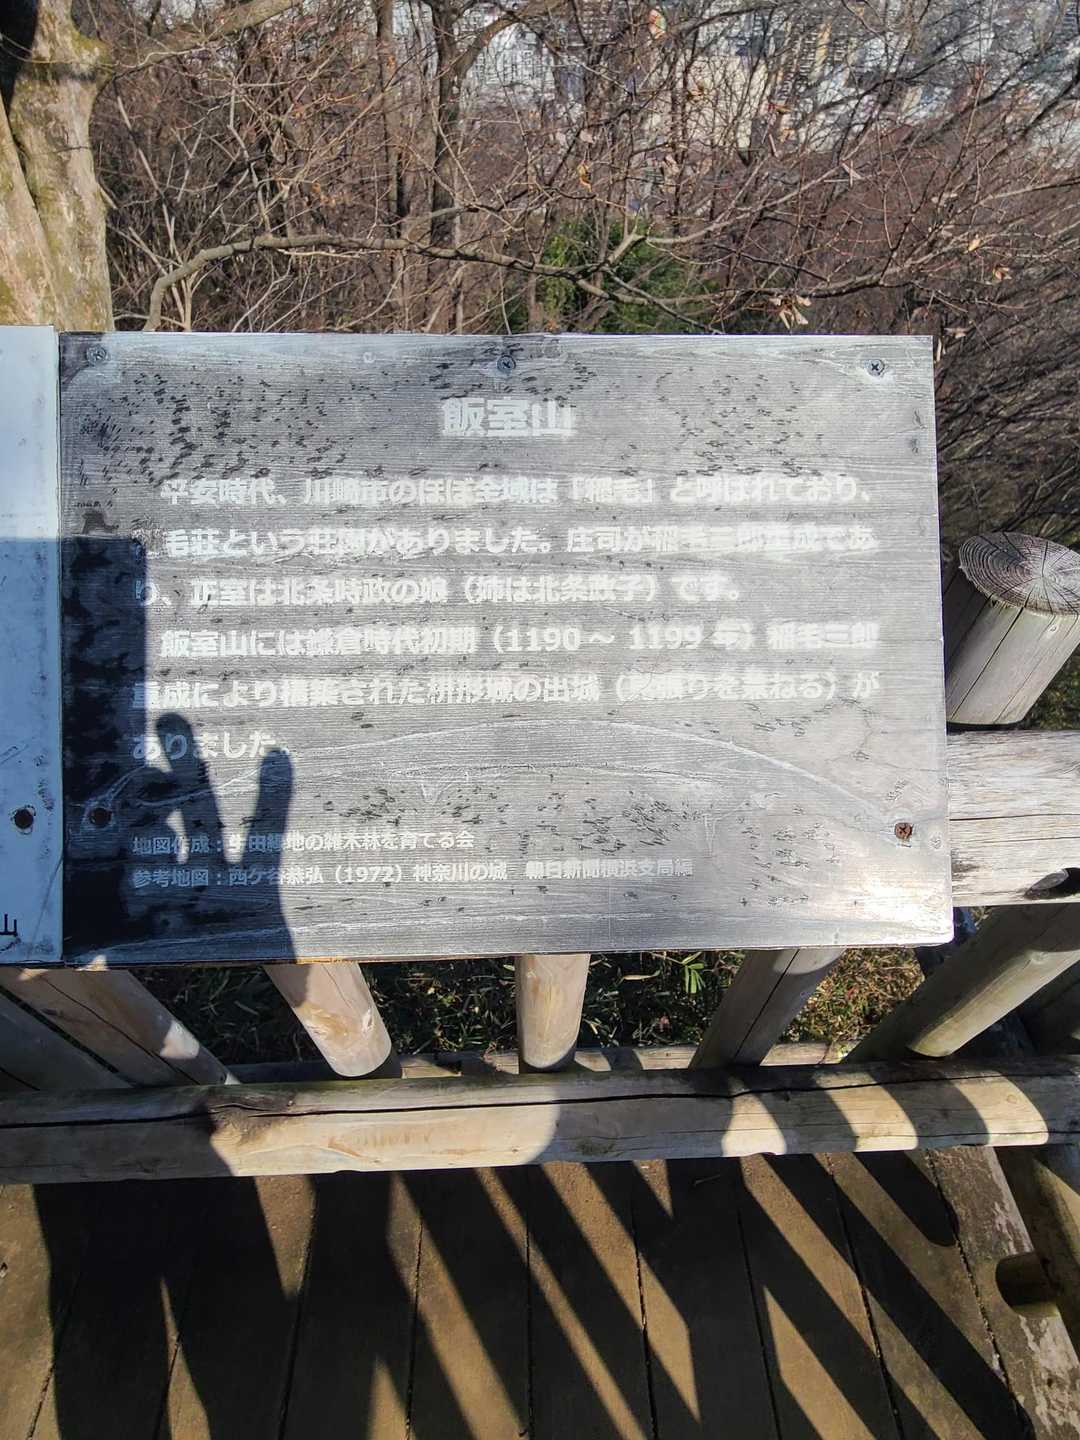 飯室山
平安時代、川崎市のほぼ全域は「稲毛」と呼ばれており、
毛荘という荘園がありました。庄司が稲毛三郎重成であ
り、正室は北条時政の娘（姉は北条政子）です。
飯室山には鎌倉時代初期（1190～1199年）稲毛三郎
重成により構築された枡形城の出城（見張りを兼ねる）が
ありました。
地図作成：生田緑地の雑木林を育てる会
参考地図：西ケ谷恭弘（1972）神奈川の城　朝日新聞横浜支局編
山